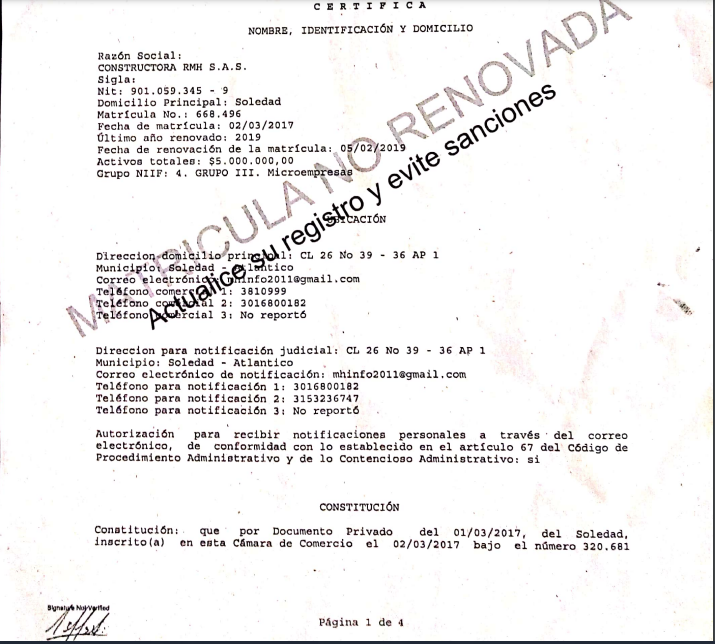 C E R T I F I C A
NOMBRE, IDENTIFICACIÓN Y DOMICILIO
Razón Social:
CONSTRUCTORA RMH S.A.S.
Sigla:
Nit: 901.059.345 - 9
Domicilio Principal: Soledad
Matrícula No.: 668.496
Fecha de matrícula: 02/03/2017
Último año renovado: 2019
Fecha de renovación de la matrícula: 05/02/2019
Activos totales: $5.000.000,00
Grupo NIIF: 4. GRUPO III. Microempresas
MATRICULA NO RENOVADA
Actualice su registro y evite sanciones
Direccion domicilio principal: CL 26 No 39 - 36 AP 1
Municipio: Soledad - Atlantico
Correo electrónico: mhinfo2011@gmail.com
Teléfono comercial 1: 3810999
Teléfono comercial 2: 3016800182
Teléfono comercial 3: No reportó
Direccion para notificación judicial: CL 26 No 39 - 36 AP 1
Municipio: Soledad - Atlantico
Correo electrónico de notificación: mhinfo2011@gmail.com
Teléfono para notificación 1: 3016800182
Teléfono para notificación 2: 3153236747
Teléfono para notificación 3: No reportó
Autorización para recibir notificaciones personales a través del correo
electrónico, de conformidad con lo establecido en el artículo 67 del Código de
Procedimiento Administrativo y de lo Contencioso Administrativo: si
CONSTITUCIÓN
Constitución: que por Documento Privado del 01/03/2017, del Soledad,
inscrito(a) en esta Cámara de Comercio el 02/03/2017 bajo el número 320.681
Signature Not Verified
Página 1 de 4